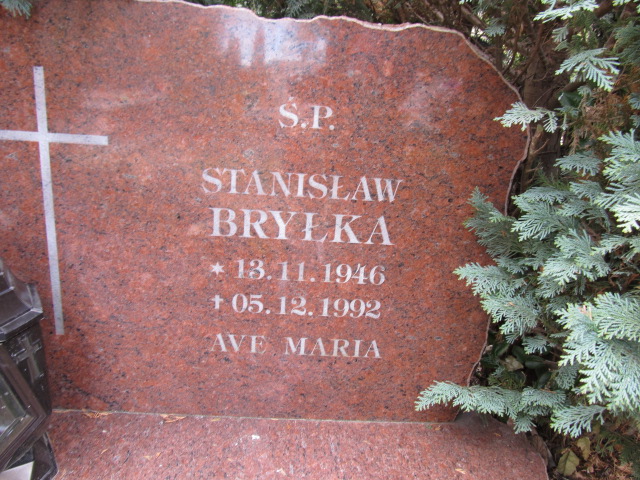 Ś.P.
STANISŁAW
BRYŁKA
* 13.11.1946
† 05.12.1992
AVE MARIA